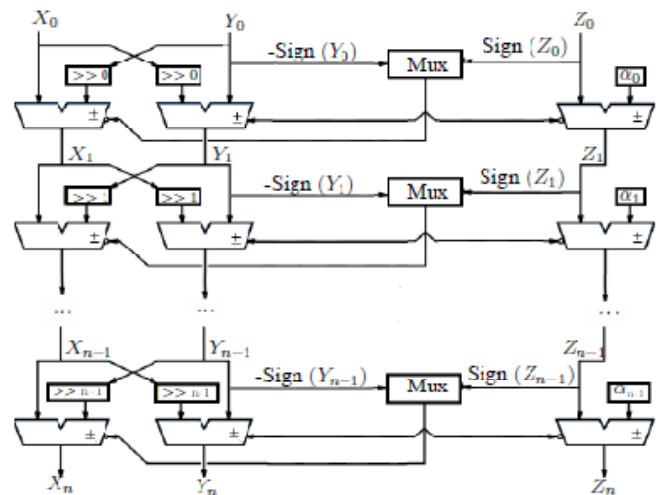 X₀ Y₀ Z₀
-Sign (Y₀) Sign (Z₀)
Mux
>> 0 >> 0 α₀
± ± ±
X₁ Y₁ Z₁
-Sign (Y₁) Mux Sign (Z₁)
>> 1 >> 1 α₁
± ± ±
... ... ...
Xₙ₋₁ Yₙ₋₁ Zₙ₋₁
-Sign (Yₙ₋₁) Mux Sign (Zₙ₋₁)
>> n-1 >> n-1 αₙ₋₁
± ± ±
Xₙ Yₙ Zₙ